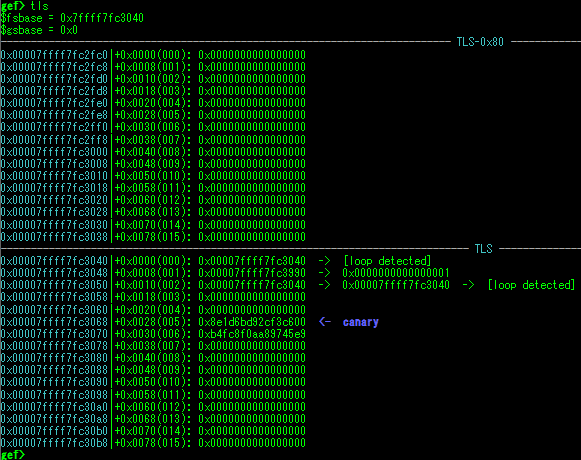 gef> tls
$fsbase = 0x7ffff7fc3040
$gsbase = 0x0
TLS-0x80
0x00007ffff7fc2fc0|+0x0000(000): 0x0000000000000000
0x00007ffff7fc2fc8|+0x0008(001): 0x0000000000000000
0x00007ffff7fc2fd0|+0x0010(002): 0x0000000000000000
0x00007ffff7fc2fd8|+0x0018(003): 0x0000000000000000
0x00007ffff7fc2fe0|+0x0020(004): 0x0000000000000000
0x00007ffff7fc2fe8|+0x0028(005): 0x0000000000000000
0x00007ffff7fc2ff0|+0x0030(006): 0x0000000000000000
0x00007ffff7fc2ff8|+0x0038(007): 0x0000000000000000
0x00007ffff7fc3000|+0x0040(008): 0x0000000000000000
0x00007ffff7fc3008|+0x0048(009): 0x0000000000000000
0x00007ffff7fc3010|+0x0050(010): 0x0000000000000000
0x00007ffff7fc3018|+0x0058(011): 0x0000000000000000
0x00007ffff7fc3020|+0x0060(012): 0x0000000000000000
0x00007ffff7fc3028|+0x0068(013): 0x0000000000000000
0x00007ffff7fc3030|+0x0070(014): 0x0000000000000000
0x00007ffff7fc3038|+0x0078(015): 0x0000000000000000
TLS
0x00007ffff7fc3040|+0x0000(000): 0x00007ffff7fc3040 -> [loop detected]
0x00007ffff7fc3048|+0x0008(001): 0x00007ffff7fc3990 -> 0x0000000000000001
0x00007ffff7fc3050|+0x0010(002): 0x00007ffff7fc3040 -> 0x00007ffff7fc3040 -> [loop detected]
0x00007ffff7fc3058|+0x0018(003): 0x0000000000000000
0x00007ffff7fc3060|+0x0020(004): 0x0000000000000000
0x00007ffff7fc3068|+0x0028(005): 0x8e1d6bd92cf3c600 <- canary
0x00007ffff7fc3070|+0x0030(006): 0xb4fc8f0aa89745e9
0x00007ffff7fc3078|+0x0038(007): 0x0000000000000000
0x00007ffff7fc3080|+0x0040(008): 0x0000000000000000
0x00007ffff7fc3088|+0x0048(009): 0x0000000000000000
0x00007ffff7fc3090|+0x0050(010): 0x0000000000000000
0x00007ffff7fc3098|+0x0058(011): 0x0000000000000000
0x00007ffff7fc30a0|+0x0060(012): 0x0000000000000000
0x00007ffff7fc30a8|+0x0068(013): 0x0000000000000000
0x00007ffff7fc30b0|+0x0070(014): 0x0000000000000000
0x00007ffff7fc30b8|+0x0078(015): 0x0000000000000000
gef>